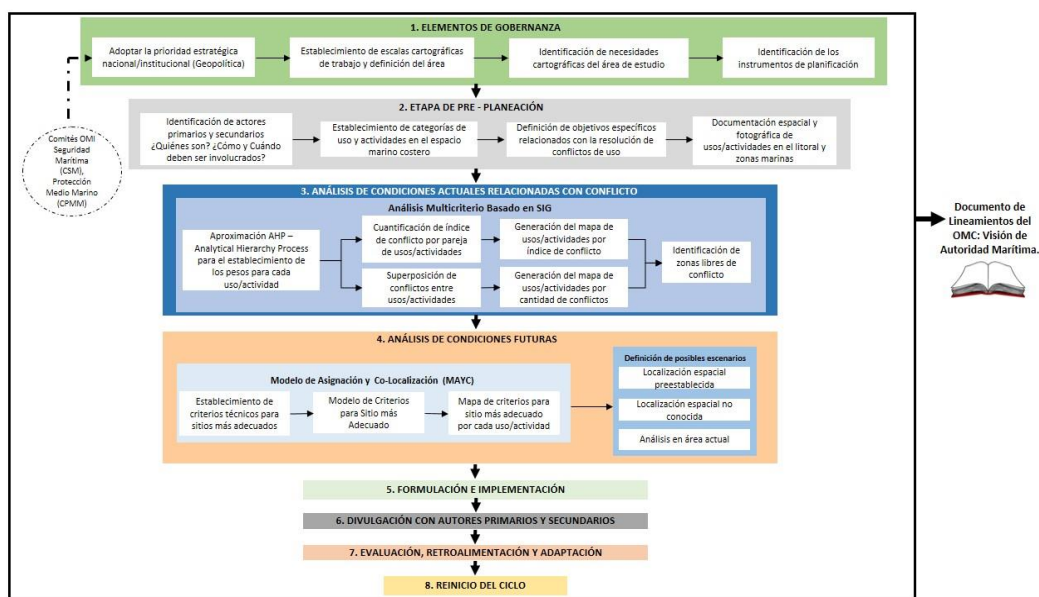 1. ELEMENTOS DE GOBERNANZA
Adoptar la prioridad estratégica
nacional/institucional (Geopolítica)
Establecimiento de escalas cartográficas
de trabajo y definición del área
Identificación de necesidades
cartográficas del área de estudio
Identificación de los
instrumentos de planificación
Comités OMI
Seguridad
Marítima
(CSM),
Protección
Medio Marino
(CPMM)
2. ETAPA DE PRE - PLANEACIÓN
Identificación de actores
primarios y secundarios
¿Quiénes son? ¿Cómo y Cuándo
deben ser involucrados?
Establecimiento de categorías de
uso y actividades en el espacio
marino costero
Definición de objetivos específicos
relacionados con la resolución de
conflictos de uso
Documentación espacial y
fotográfica de
usos/actividades en el
litoral y zonas marinas
3. ANÁLISIS DE CONDICIONES ACTUALES RELACIONADAS CON CONFLICTO
Análisis Multicriterio Basado en SIG
Aproximación AHP –
Analytical Hierarchy Process
para el establecimiento de
los pesos para cada
uso/actividad
Cuantificación de índice de
conflicto por pareja de
usos/actividades
Generación del mapa de
usos/actividades por
índice de conflicto
Superposición de
conflictos entre
usos/actividades
Generación del mapa de
usos/actividades por
cantidad de conflictos
Identificación de
zonas libres de
conflicto
4. ANÁLISIS DE CONDICIONES FUTURAS
Modelo de Asignación y Co-Localización (MAYC)
Establecimiento de
criterios técnicos para
sitios más adecuados
Modelo de Criterios
para Sitio más
Adecuado
Mapa de criterios para
sitio más adecuado
por cada uso/actividad
Definición de posibles escenarios
Localización espacial
preestablecida
Localización espacial no
conocida
Análisis en área actual
5. FORMULACIÓN E IMPLEMENTACIÓN
6. DIVULGACIÓN CON AUTORES PRIMARIOS Y SECUNDARIOS
7. EVALUACIÓN, RETROALIMENTACIÓN Y ADAPTACIÓN
8. REINICIO DEL CICLO
Documento de
Lineamientos del
OMC: Visión de
Autoridad Marítima.